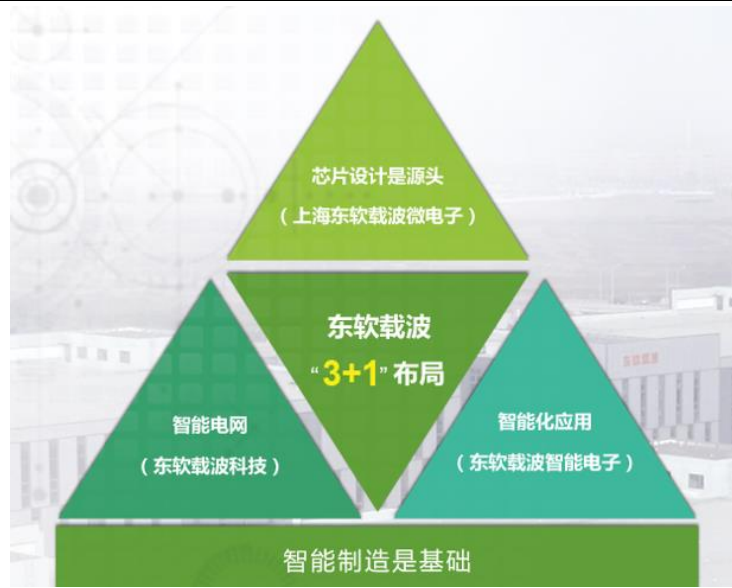 芯片设计是源头
（上海东软载波微电子）
东软载波
“3+1”布局
智能电网
（东软载波科技）
智能化应用
（东软载波智能电子）
智能制造是基础